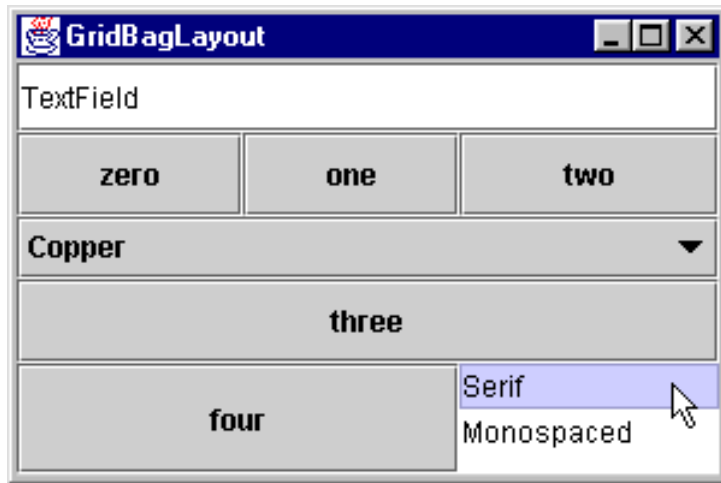 GridBagLayout
TextField
zero one two
Copper
three
four
Serif
Monospaced